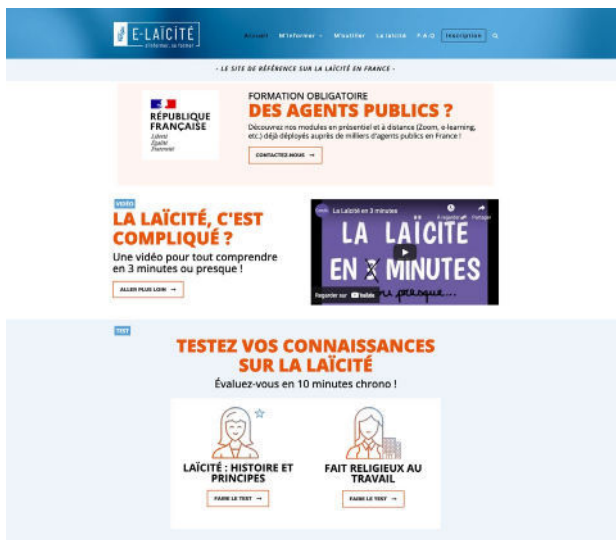 E-LAÏCITÉ
s'informer, se former
Accueil M'informer M'outiller La laïcité F.A.Q Inscription
- LE SITE DE RÉFÉRENCE SUR LA LAÏCITÉ EN FRANCE -
RÉPUBLIQUE
FRANÇAISE
Liberté
Égalité
Fraternité
FORMATION OBLIGATOIRE
DES AGENTS PUBLICS ?
Découvrez nos modules en présentiel et à distance (Zoom, e-learning,
etc.) déjà déployés auprès de milliers d'agents publics en France !
CONTACTEZ-NOUS →
VIDÉO
LA LAÏCITÉ, C'EST
COMPLIQUÉ ?
Une vidéo pour tout comprendre
en 3 minutes ou presque !
ALLER PLUS LOIN →
La Laïcité en 3 minutes
À regarder Partager
LA LAÏCITÉ
EN 3 MINUTES
ou presque...
Regarder sur YouTube
TEST
TESTEZ VOS CONNAISSANCES
SUR LA LAÏCITÉ
Évaluez-vous en 10 minutes chrono !
LAÏCITÉ : HISTOIRE ET
PRINCIPES
FAIRE LE TEST →
FAIT RELIGIEUX AU
TRAVAIL
FAIRE LE TEST →